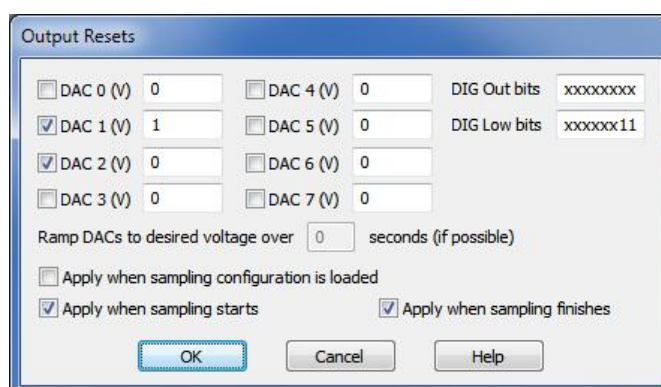 Output Resets
DAC 0 (V) 0 DAC 4 (V) 0 DIG Out bits xxxxxxxx
DAC 1 (V) 1 DAC 5 (V) 0 DIG Low bits xxxxxx11
DAC 2 (V) 0 DAC 6 (V) 0
DAC 3 (V) 0 DAC 7 (V) 0
Ramp DACs to desired voltage over 0 seconds (if possible)
Apply when sampling configuration is loaded
Apply when sampling starts Apply when sampling finishes
OK Cancel Help